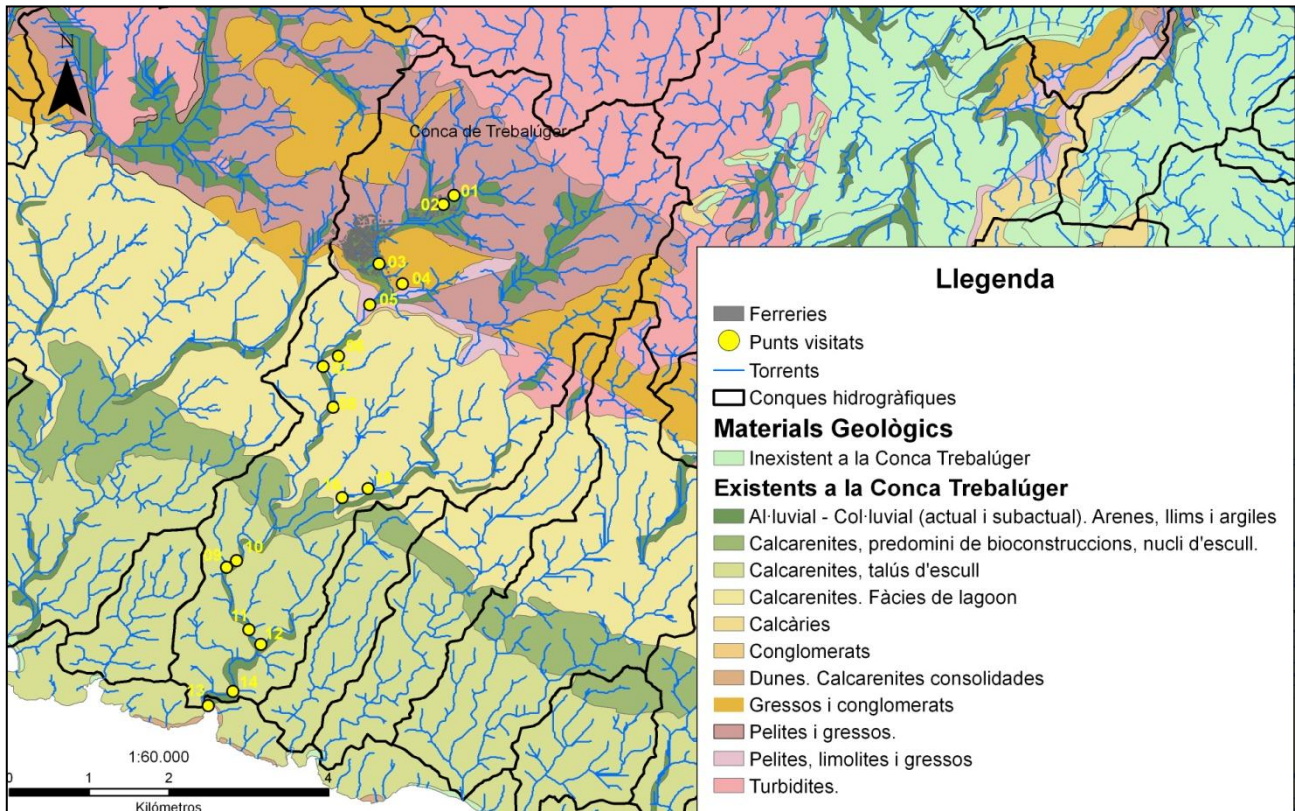 N
Conca de Trebalúger
01
02
03
04
05
10
11
12
14
1:60.000
0 1 2 4
Kilómetros
Llegenda
Ferreries
Punts visitats
Torrents
Conques hidrogràfiques
Materials Geològics
Inexistent a la Conca Trebalúger
Existents a la Conca Trebalúger
Al·luvial - Col·luvial (actual i subactual). Arenes, llims i argiles
Calcarenites, predomini de bioconstruccions, nucli d'escull.
Calcarenites, talús d'escull
Calcarenites. Fàcies de lagoon
Calcàries
Conglomerats
Dunes. Calcarenites consolidades
Gressos i conglomerats
Pelites i gressos.
Pelites, limolites i gressos
Turbidites.